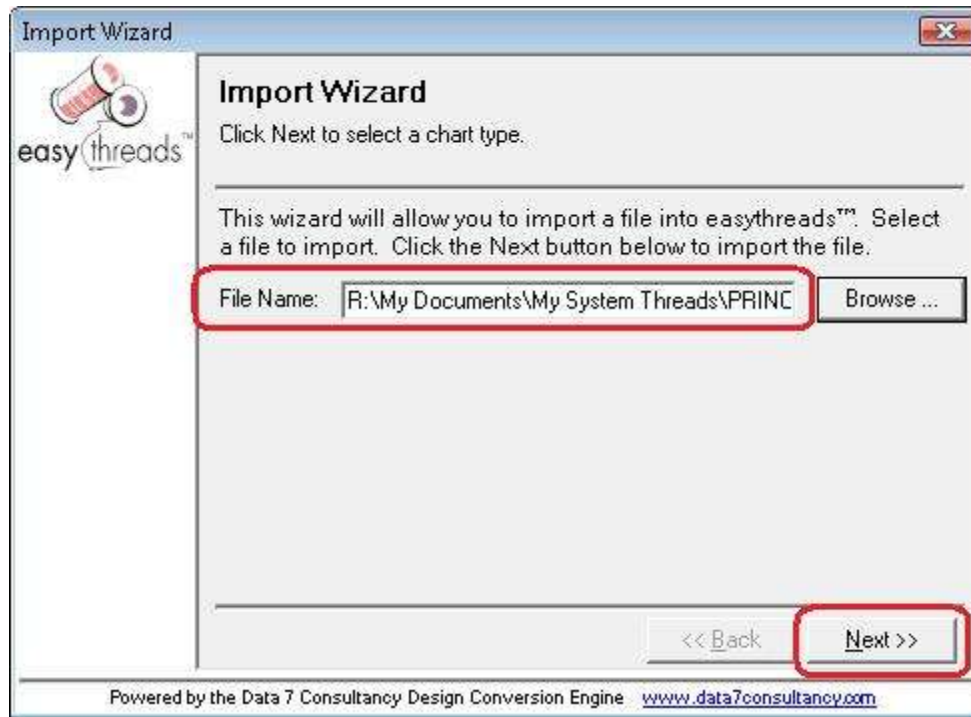 Import Wizard
easythreads™
Import Wizard
Click Next to select a chart type.
This wizard will allow you to import a file into easythreads™. Select
a file to import. Click the Next button below to import the file.
File Name: R:\My Documents\My System Threads\PRINC Browse ...
<< Back Next >>
Powered by the Data 7 Consultancy Design Conversion Engine www.data7consultancy.com